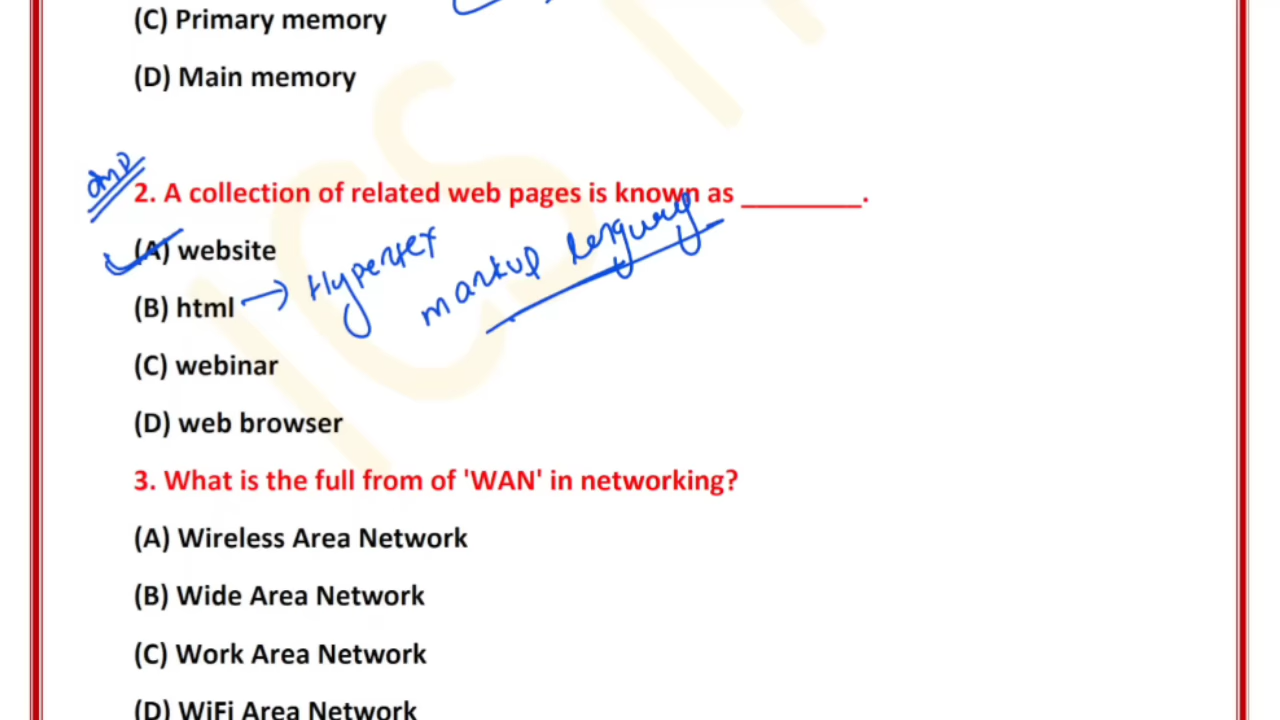 (C) Primary memory
(D) Main memory
Imp
2. A collection of related web pages is known as ________.
(A) website
(B) html → Hypertext
markup language
(C) webinar
(D) web browser
3. What is the full from of 'WAN' in networking?
(A) Wireless Area Network
(B) Wide Area Network
(C) Work Area Network
(D) WiFi Area Network